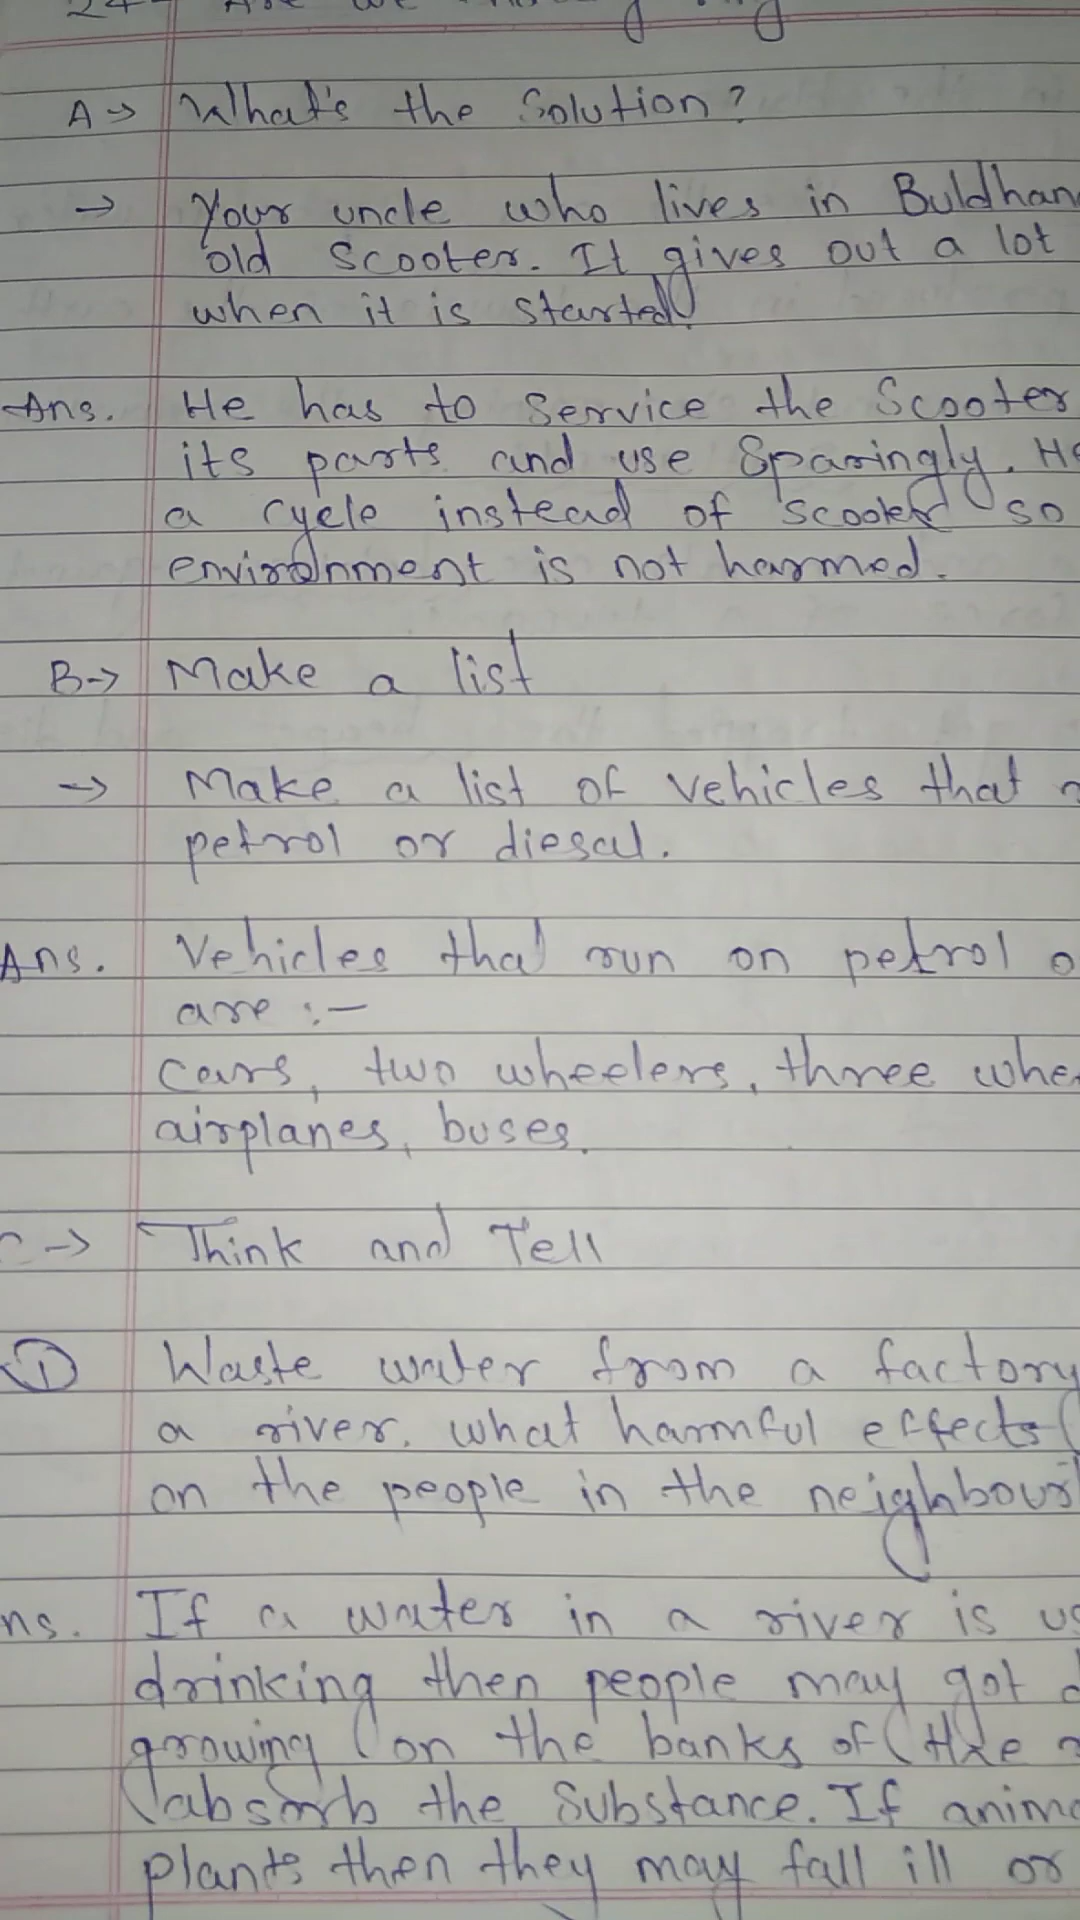 24
A → What's the Solution?
→ Your uncle who lives in Buldhan
old Scooter. It gives out a lot
when it is started.
Ans. He has to Service the Scooter
its parts and use Sparingly. He
a cycle instead of scooter so
environment is not harmed.
B → Make a list
→ Make a list of vehicles that
petrol or diesal.
Ans. Vehicles that run on petrol o
are :-
Cars, two wheelers, three whe
airplanes, buses.
→ Think and Tell
① Waste water from a factory
a river. what harmful effects
on the people in the neighbour
ns. If a water in a river is us
drinking then people may got d
growing on the banks of the
absorb the Substance. If anima
plants then they may fall ill or